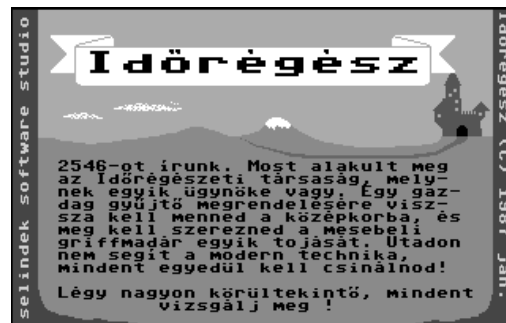 Időrégész
2546-ot írunk. Most alakult meg
az Időrégészeti társaság, mely-
nek egyik ügynöke vagy. Egy gaz-
dag gyűjtő megrendelésére visz-
sza kell menned a középkorba, és
meg kell szerezned a mesebeli
griffmadár egyik tojását. Utadon
nem segít a modern technika,
mindent egyedül kell csinálnod!
Légy nagyon körültekintő, mindent
vizsgálj meg !
selindek software studio
Időrégész (C) 1987 Jan.